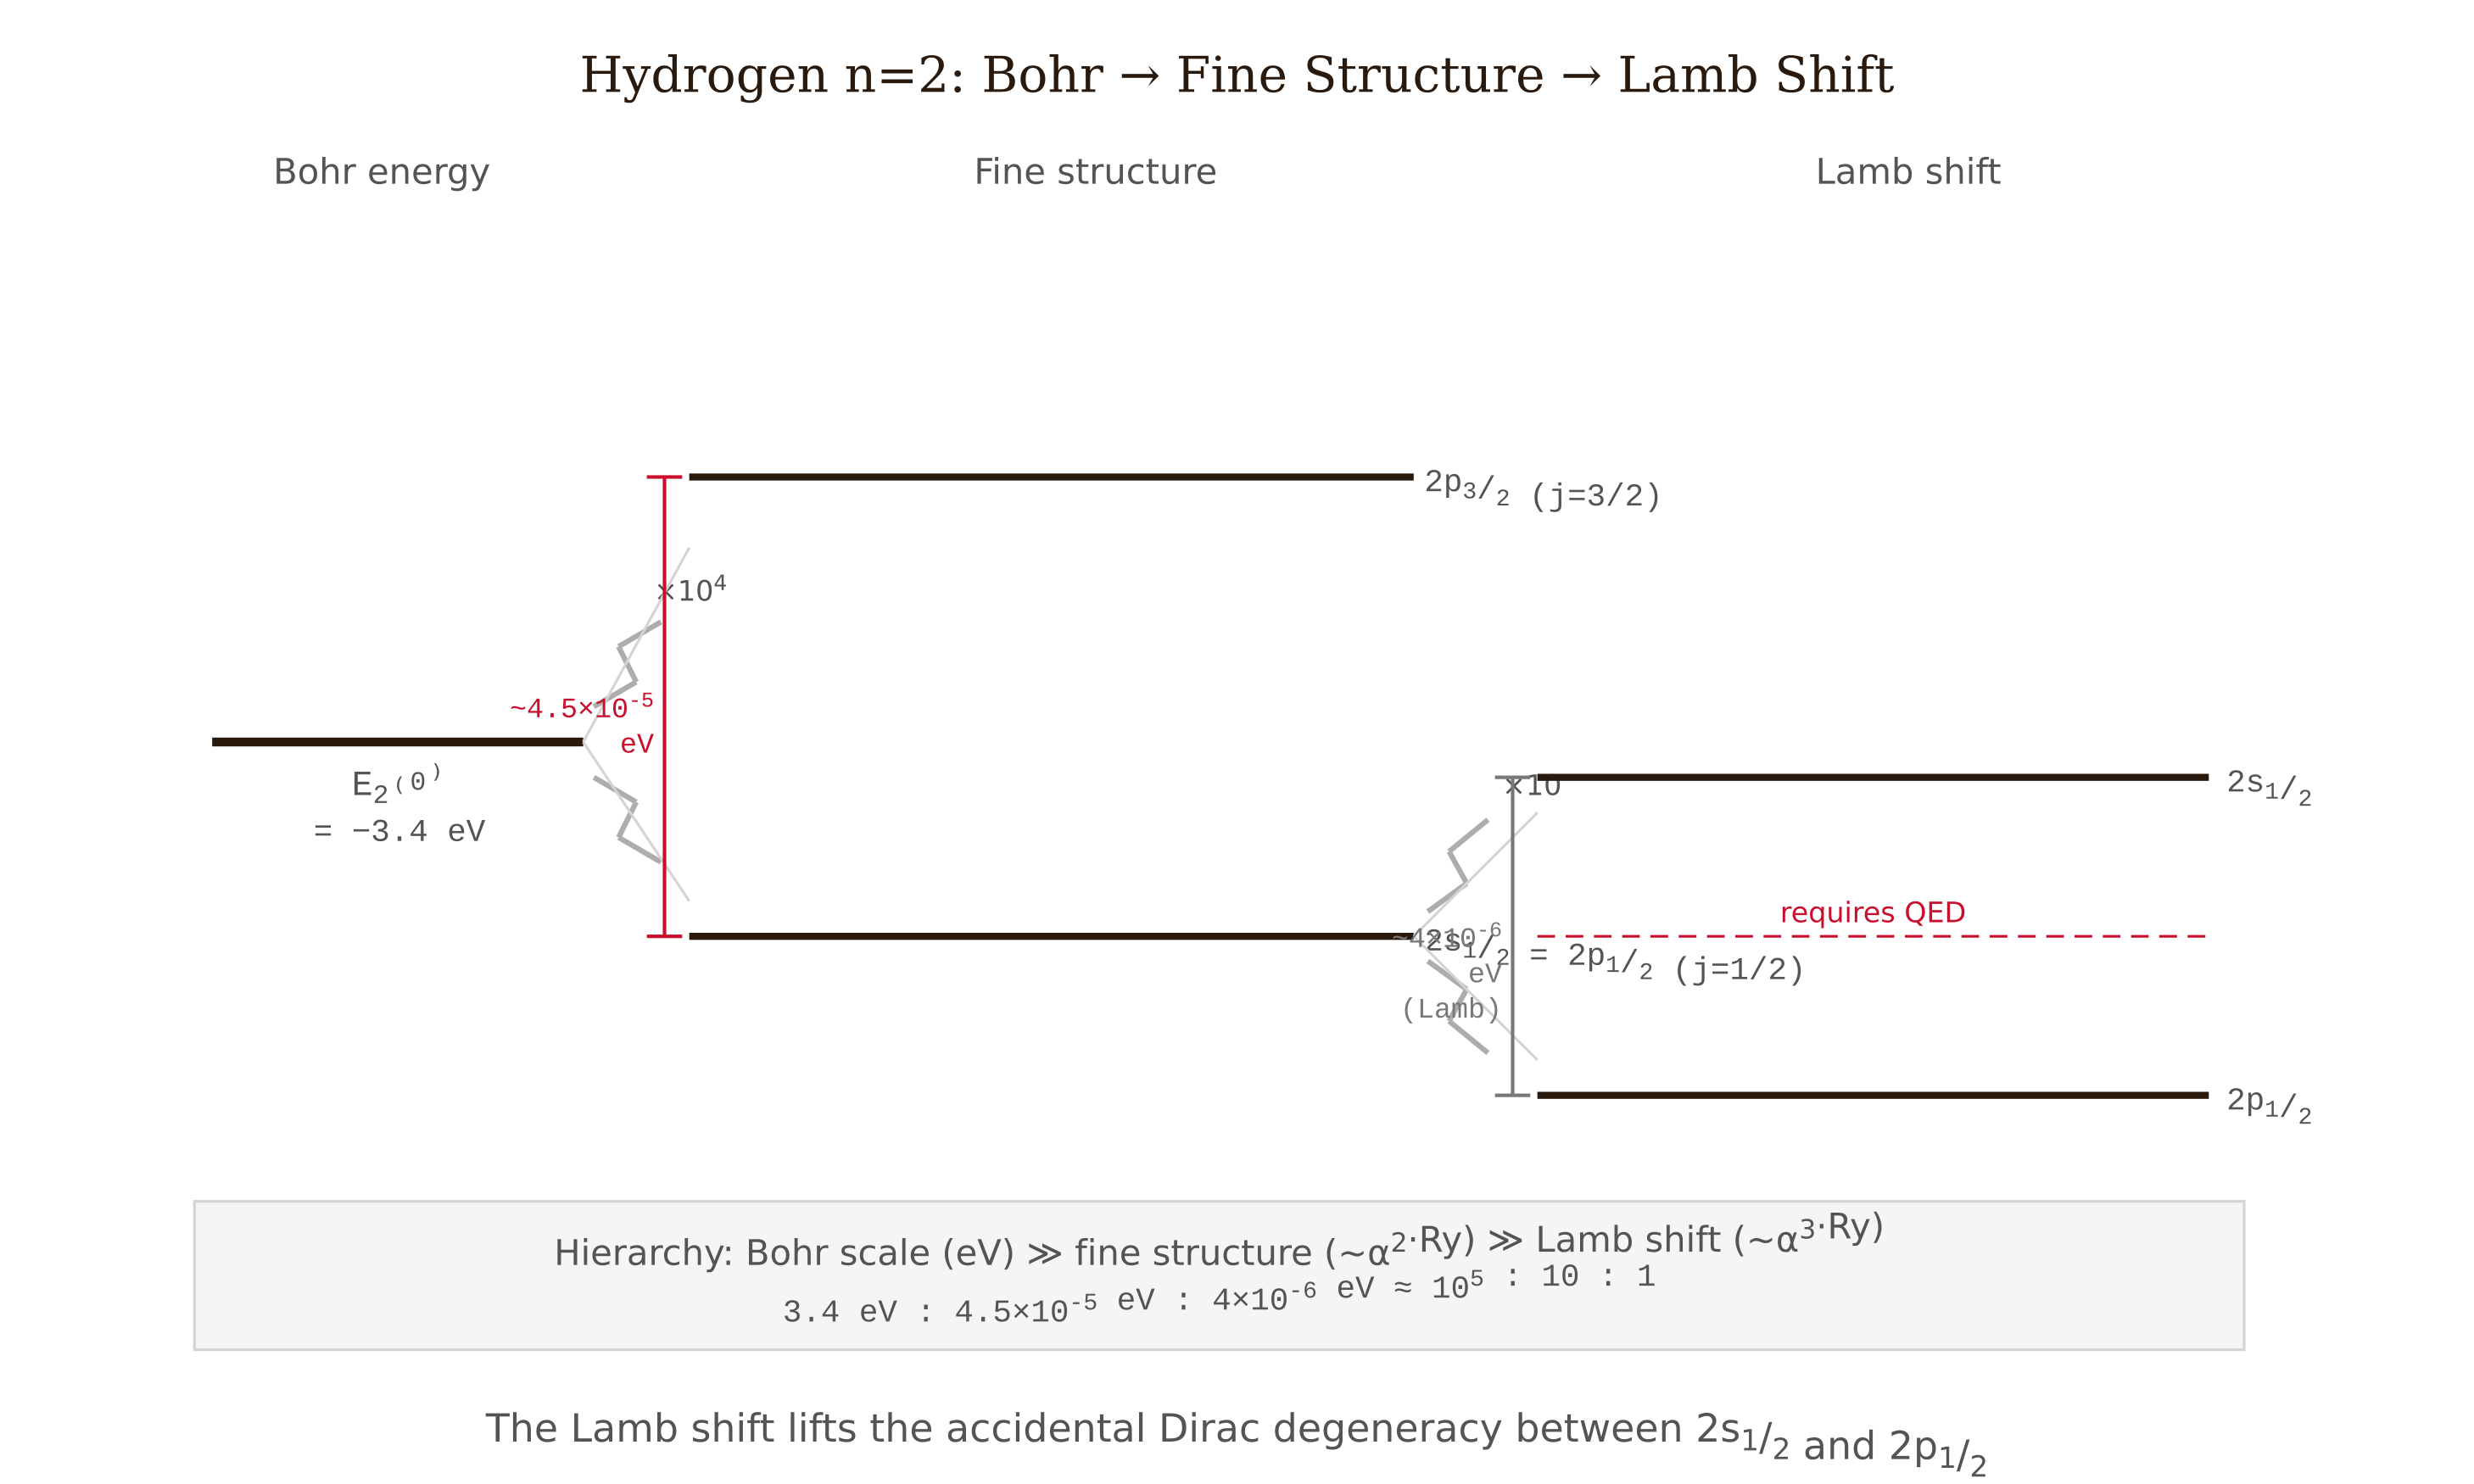 Hydrogen n=2: Bohr → Fine Structure → Lamb Shift
Bohr energy
Fine structure
Lamb shift
2p₃/₂ (j=3/2)
×10⁴
~4.5×10⁻⁵
eV
E₂⁽⁰⁾
= −3.4 eV
×10
2s₁/₂
requires QED
~4×10⁻⁶
eV
(Lamb)
2s₁/₂ = 2p₁/₂ (j=1/2)
2p₁/₂
Hierarchy: Bohr scale (eV) ≫ fine structure (~α²·Ry) ≫ Lamb shift (~α³·Ry)
3.4 eV : 4.5×10⁻⁵ eV : 4×10⁻⁶ eV ≈ 10⁵ : 10 : 1
The Lamb shift lifts the accidental Dirac degeneracy between 2s₁/₂ and 2p₁/₂